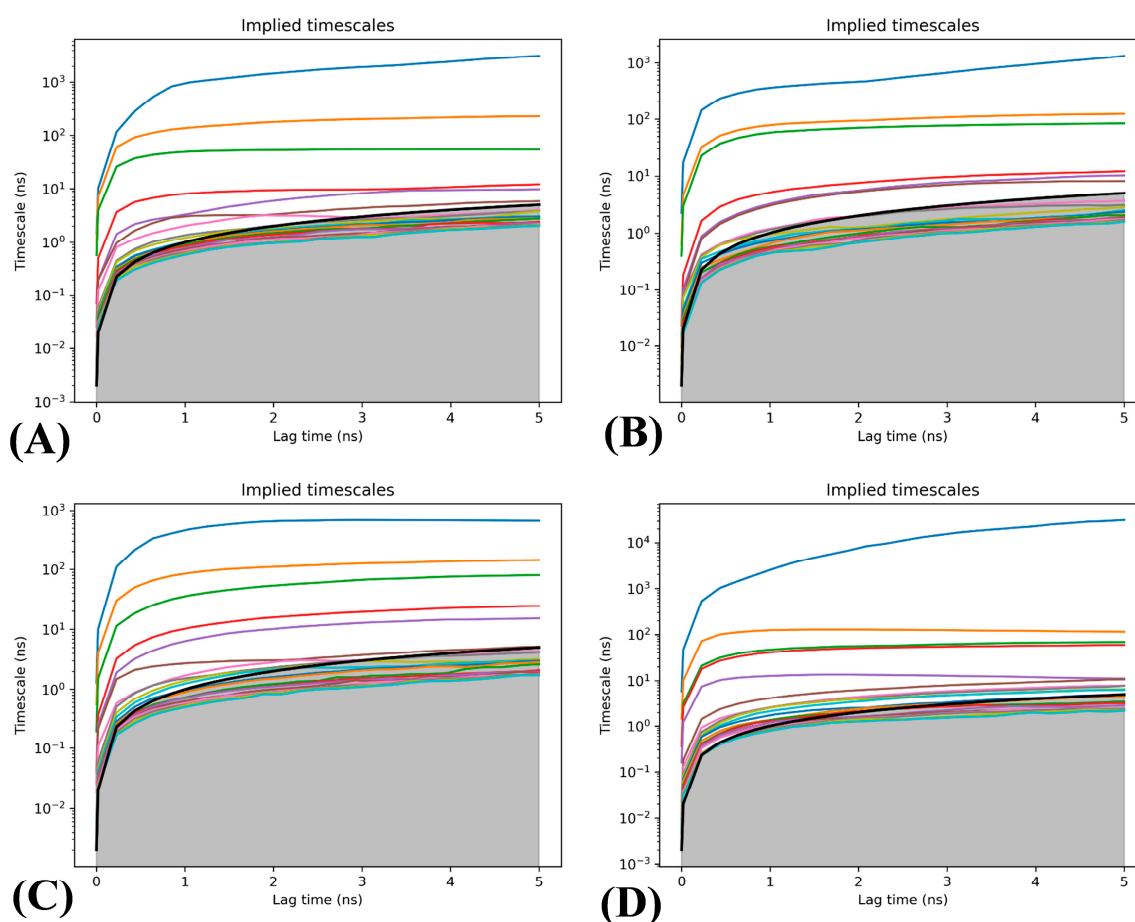 Implied timescales
Timescale (ns)
10³
10²
10¹
10⁰
10⁻¹
10⁻²
10⁻³
0 1 2 3 4 5
Lag time (ns)
(A)
Implied timescales
Timescale (ns)
10³
10²
10¹
10⁰
10⁻¹
10⁻²
0 1 2 3 4 5
Lag time (ns)
(B)
Implied timescales
Timescale (ns)
10³
10²
10¹
10⁰
10⁻¹
10⁻²
0 1 2 3 4 5
Lag time (ns)
(C)
Implied timescales
Timescale (ns)
10⁴
10³
10²
10¹
10⁰
10⁻¹
10⁻²
10⁻³
0 1 2 3 4 5
Lag time (ns)
(D)